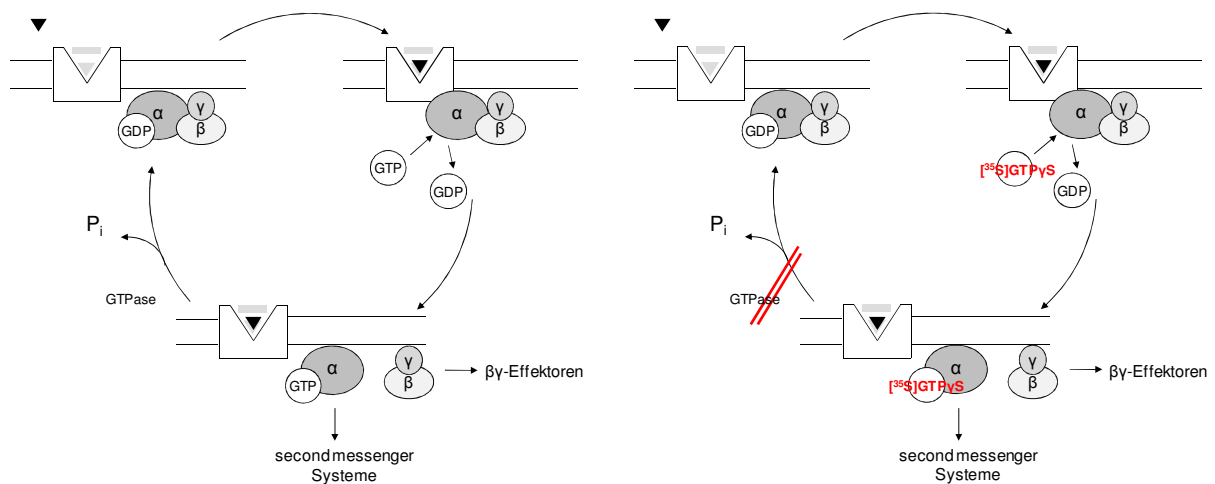 α
γ
GDP
β
α
γ
β
GTP
GDP
Pi
GTPase
α
γ
GTP
β
βγ-Effektoren
second messenger
Systeme
α
γ
GDP
β
α
γ
β
[³⁵S]GTPγS
GDP
Pi
GTPase
α
γ
[³⁵S]GTPγS
β
βγ-Effektoren
second messenger
Systeme